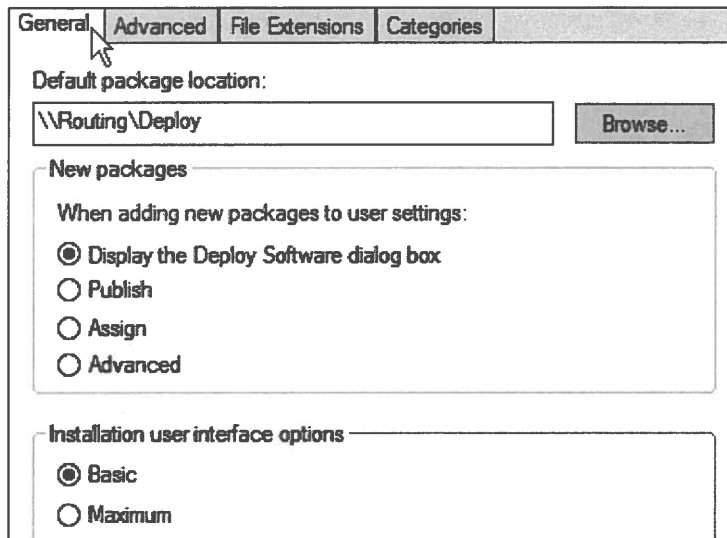 General Advanced File Extensions Categories
Default package location:
\\Routing\Deploy Browse...
New packages
When adding new packages to user settings:
Display the Deploy Software dialog box
Publish
Assign
Advanced
Installation user interface options
Basic
Maximum